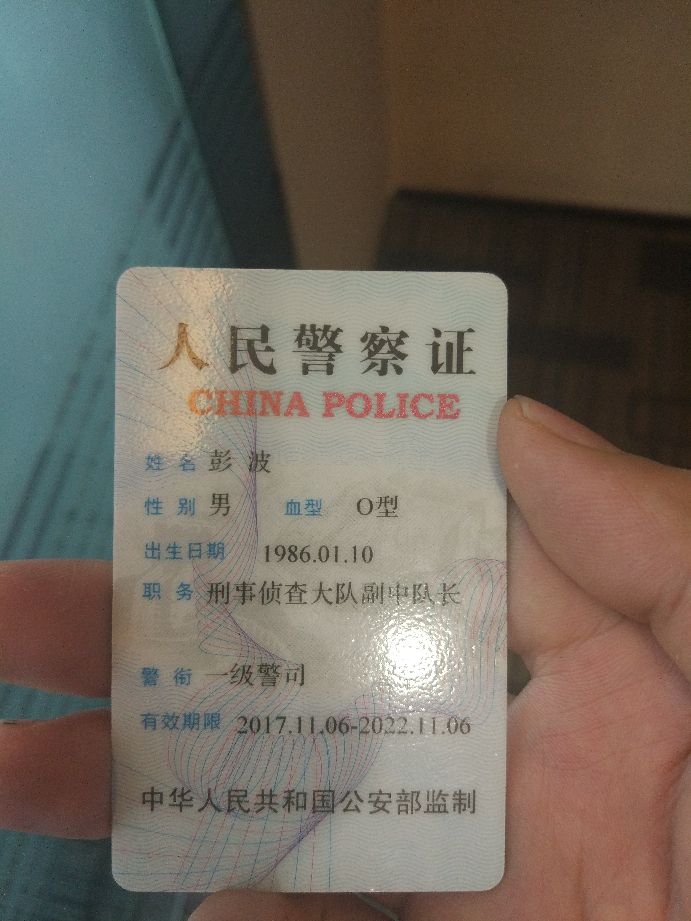 人民警察证
CHINA POLICE
姓名 彭波
性别 男 血型 O型
出生日期 1986.01.10
职务 刑事侦查大队副中队长
警衔 一级警司
有效期限 2017.11.06-2022.11.06
中华人民共和国公安部监制